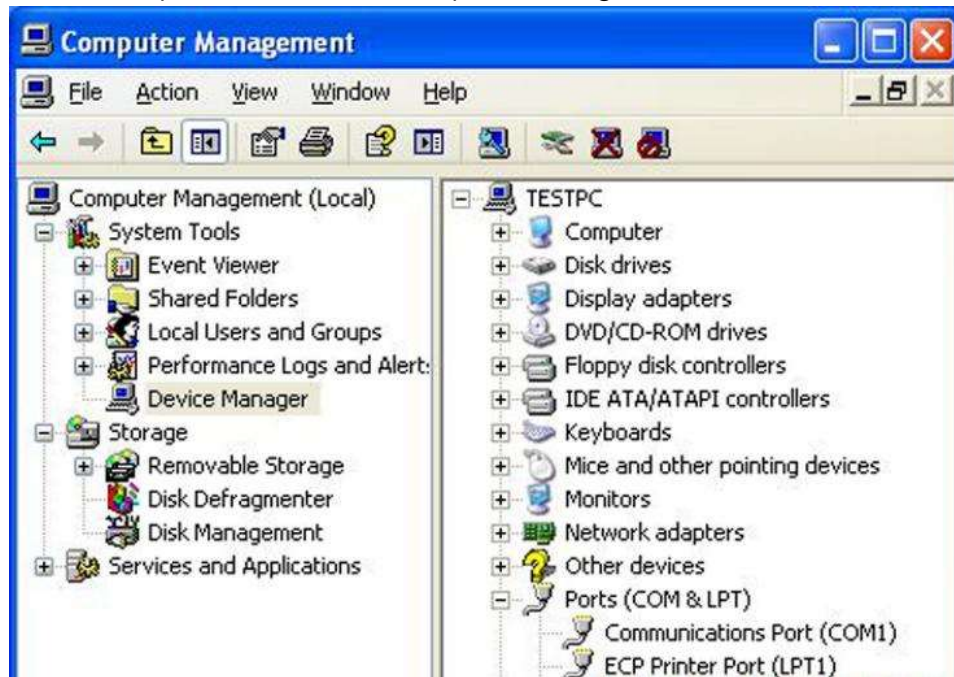 Computer Management
File Action View Window Help
Computer Management (Local)
System Tools
Event Viewer
Shared Folders
Local Users and Groups
Performance Logs and Alert
Device Manager
Storage
Removable Storage
Disk Defragmenter
Disk Management
Services and Applications
TESTPC
Computer
Disk drives
Display adapters
DVD/CD-ROM drives
Floppy disk controllers
IDE ATA/ATAPI controllers
Keyboards
Mice and other pointing devices
Monitors
Network adapters
Other devices
Ports (COM & LPT)
Communications Port (COM1)
ECP Printer Port (LPT1)